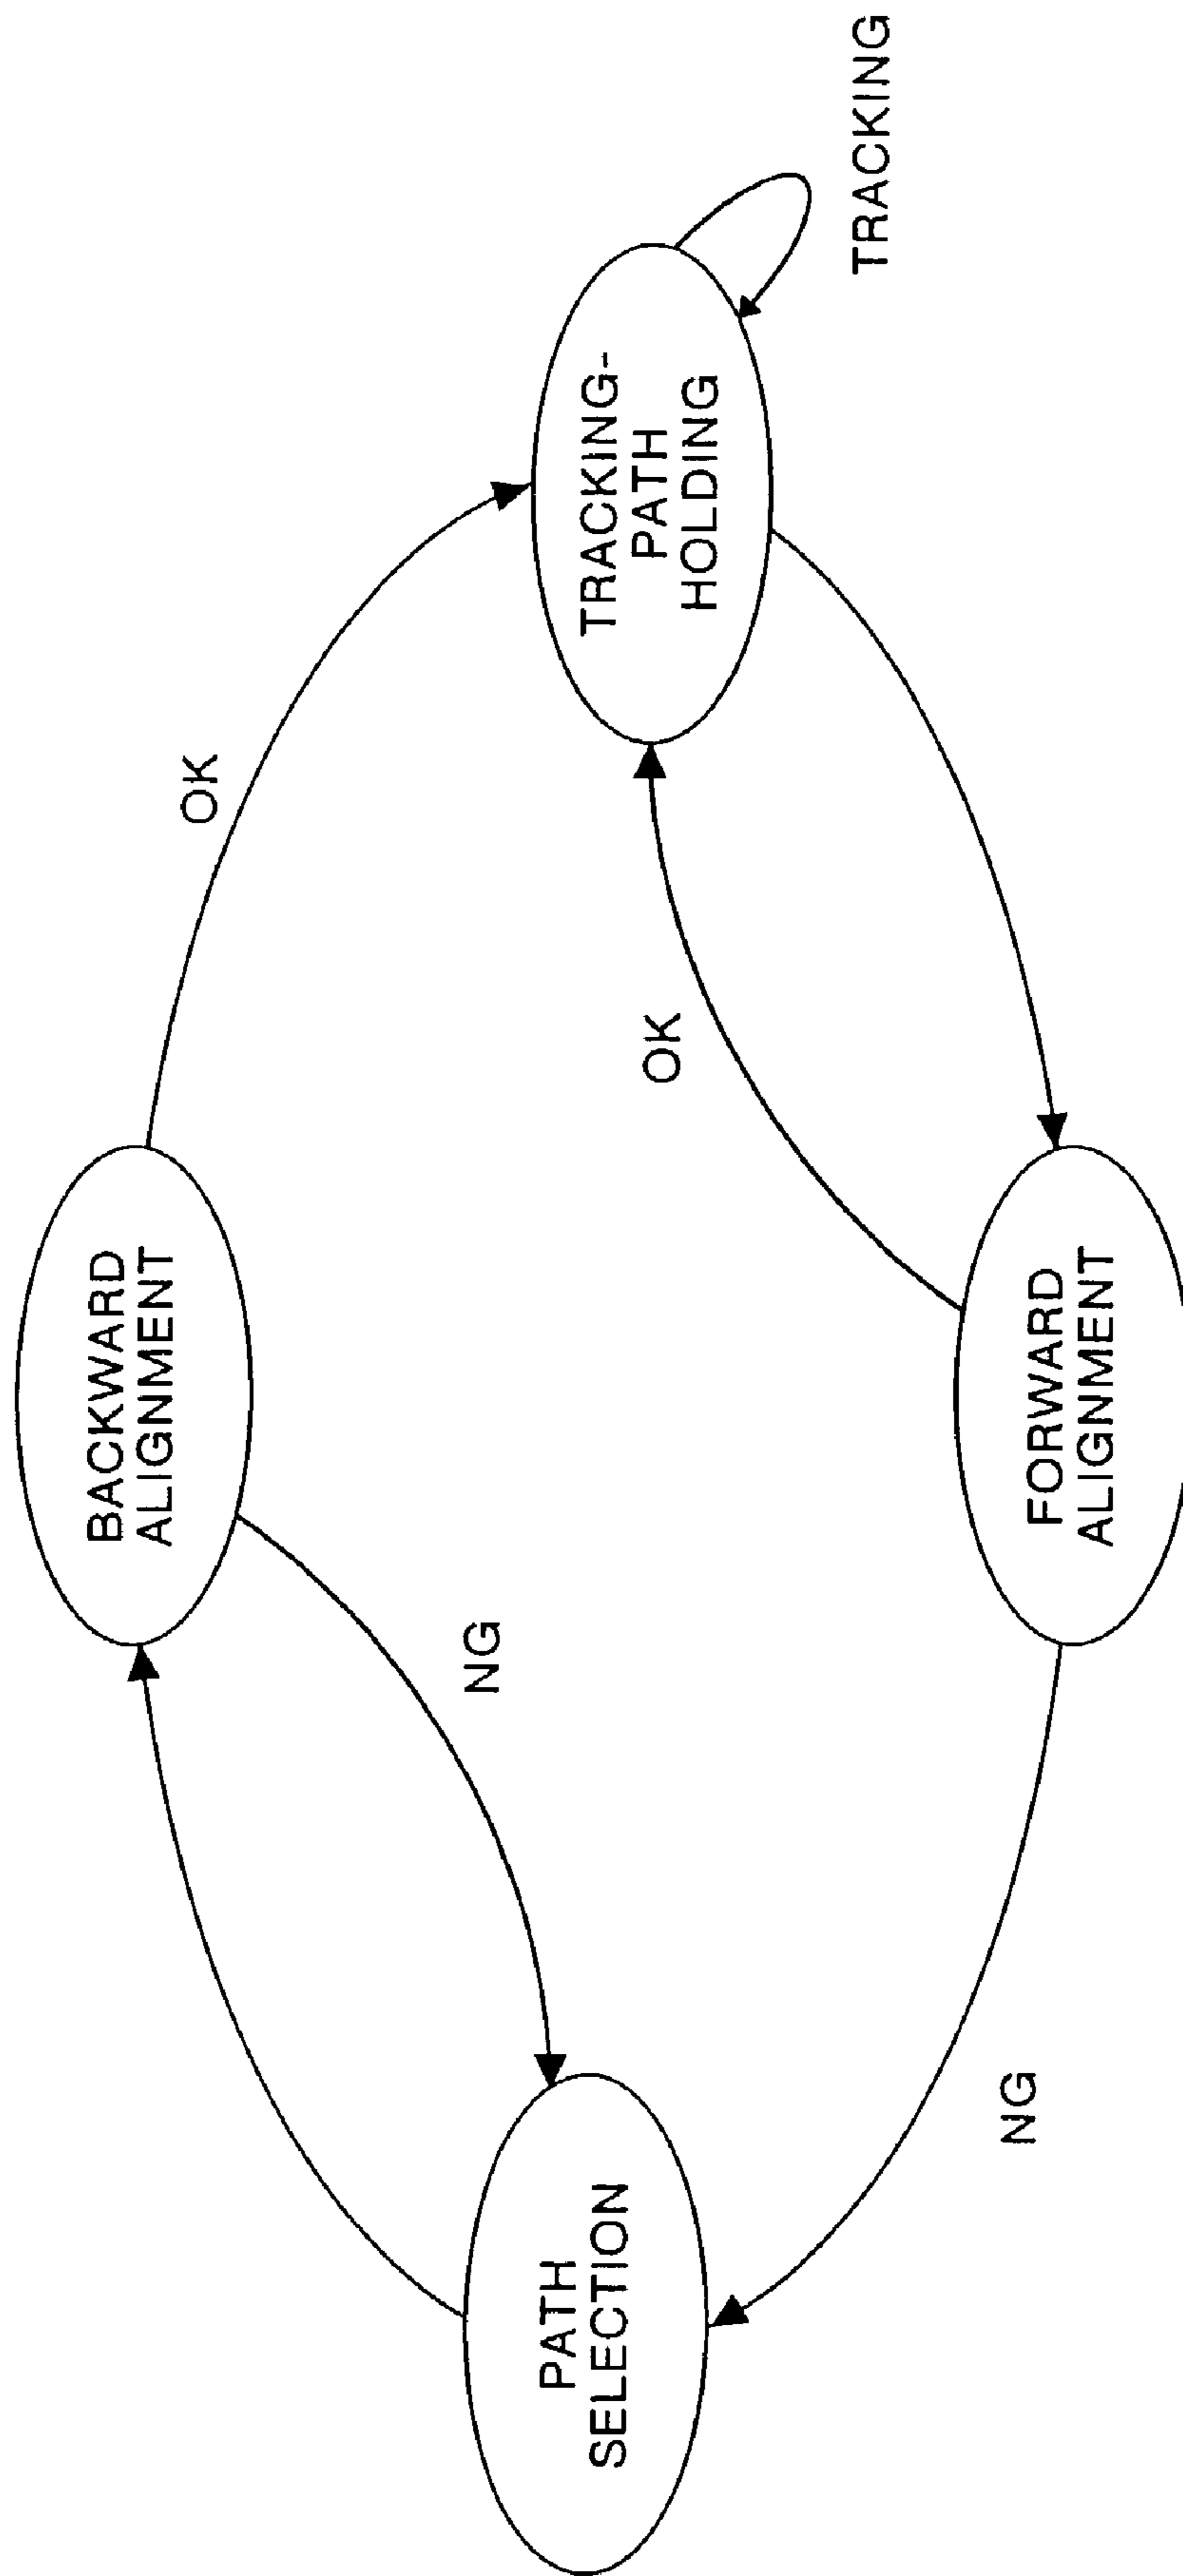 BACKWARD
ALIGNMENT
OK
NG
PATH
SELECTION
TRACKING-
PATH
HOLDING
TRACKING
OK
NG
FORWARD
ALIGNMENT